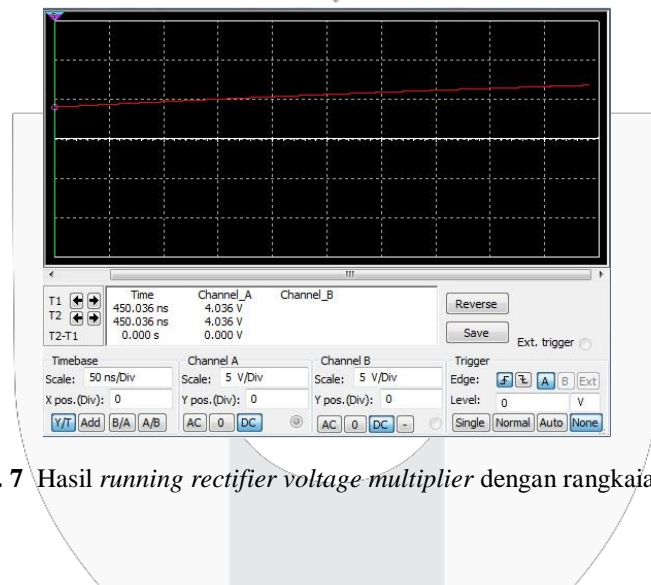 T1
T2
T2-T1
Time Channel_A Channel_B
450.036 ns 4.036 V
450.036 ns 4.036 V
0.000 s 0.000 V
Reverse
Save
Ext. trigger
Timebase
Scale: 50 ns/Div
X pos.(Div): 0
Y/T Add B/A A/B
Channel A
Scale: 5 V/Div
Y pos.(Div): 0
AC 0 DC
Channel B
Scale: 5 V/Div
Y pos.(Div): 0
AC 0 DC -
Trigger
Edge: A B Ext
Level: 0 V
Single Normal Auto None
. 7 Hasil running rectifier voltage multiplier dengan rangkaia